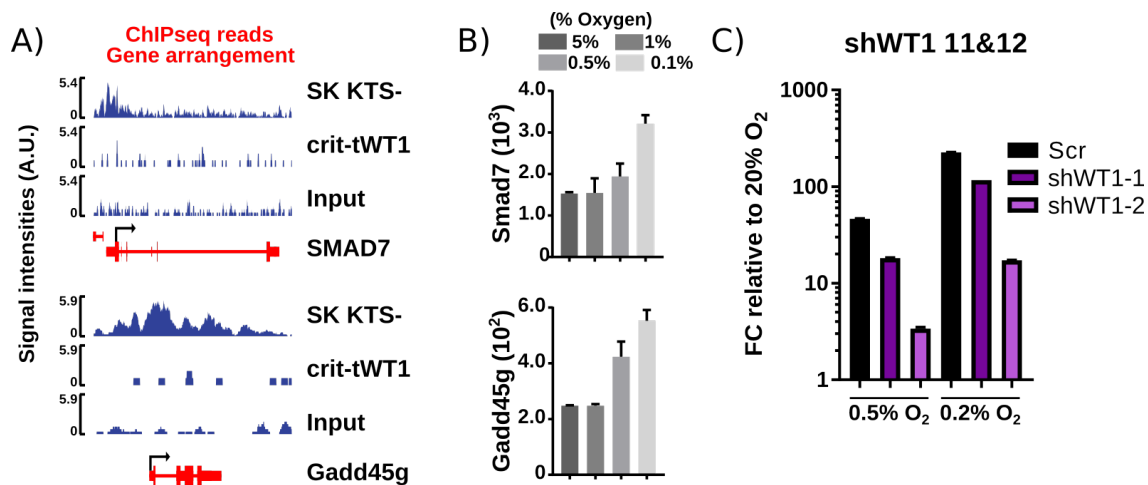 A)
ChIPseq reads
Gene arrangement
Signal intensities (A.U.)
5.4
0
SK KTS-
5.4
0
crit-tWT1
5.4
0
Input
SMAD7
5.9
0
SK KTS-
5.9
0
crit-tWT1
5.9
0
Input
Gadd45g
B)
(% Oxygen)
5% 1%
0.5% 0.1%
Smad7 (10³)
4.0
3.0
2.0
1.0
0
Gadd45g (10²)
6.0
4.0
2.0
0
C)
shWT1 11&12
FC relative to 20% O₂
1000
100
10
1
Scr
shWT1-1
shWT1-2
0.5% O₂ 0.2% O₂